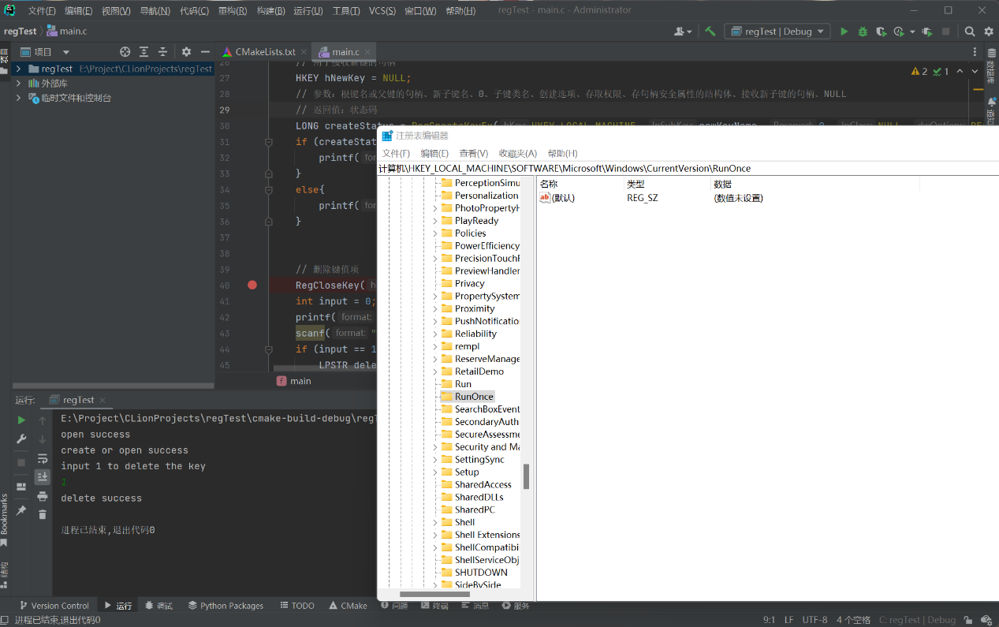 文件(F) 编辑(E) 视图(V) 导航(N) 代码(C) 重构(R) 构建(B) 运行(U) 工具(T) VCS(S) 窗口(W) 帮助(H) regTest - main.c - Administrator
regTest main.c regTest | Debug
项目 CMakeLists.txt main.c
项目
regTest E:\Project\CLionProjects\regTest
外部库
临时文件和控制台
26 // 用于接收新键的句柄
27 HKEY hNewKey = NULL;
28 // 参数：根键名或父键的句柄、新子键名、0、子键类名、创建选项、存取权限、存句柄安全属性的结构体、接收新子键的句柄、NULL
29 // 返回值：状态码
30 LONG createStatus = RegCreateKeyEx( hKey: HKEY_LOCAL_MACHINE, lpSubKey: newKeyName, Reserved: 0, lpClass: NULL, dwOptions: RE
31 if (createStat
32 printf( for
33 }
34 else{
35 printf( for
36 }
37
38
39 // 删除键值项
40 RegCloseKey( h
41 int input = 0;
42 printf( format:
43 scanf( format: "
44 if (input == 1
45 LPSTR dele
2 1
数据库
通知
main
注册表编辑器
文件(F) 编辑(E) 查看(V) 收藏夹(A) 帮助(H)
计算机\HKEY_LOCAL_MACHINE\SOFTWARE\Microsoft\Windows\CurrentVersion\RunOnce
PerceptionSimu
Personalization
PhotoPropertyH
PlayReady
Policies
PowerEfficiency
PrecisionTouchP
PreviewHandler
Privacy
PropertySystem
Proximity
PushNotificatio
Reliability
rempl
ReserveManage
RetailDemo
Run
RunOnce
SearchBoxEvent
SecondaryAuth
SecureAssessme
Security and Ma
SettingSync
Setup
SharedAccess
SharedDLLs
SharedPC
Shell
Shell Extensions
ShellCompatibi
ShellServiceObj
SHUTDOWN
SideBySide
名称 类型 数据
ab (默认) REG_SZ (数值未设置)
运行: regTest
E:\Project\CLionProjects\regTest\cmake-build-debug\regT
open success
create or open success
input 1 to delete the key
1
delete success
进程已结束,退出代码0
Bookmarks
结构
Version Control 运行 调试 Python Packages TODO CMake 问题 终端 消息 服务
进程已结束,退出代码0 9:1 LF UTF-8 4 个空格 C: regTest | Debug